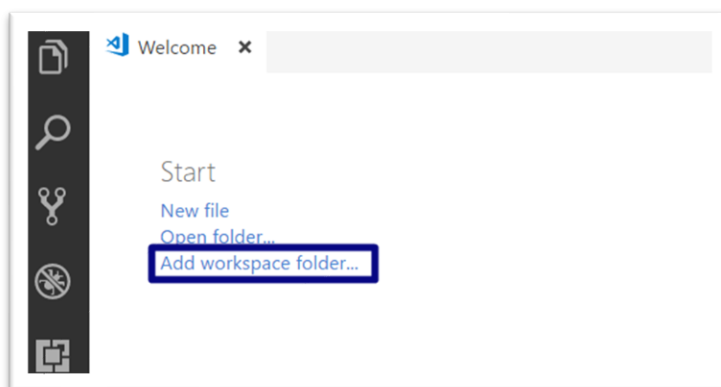 Welcome
Start
New file
Open folder...
Add workspace folder...